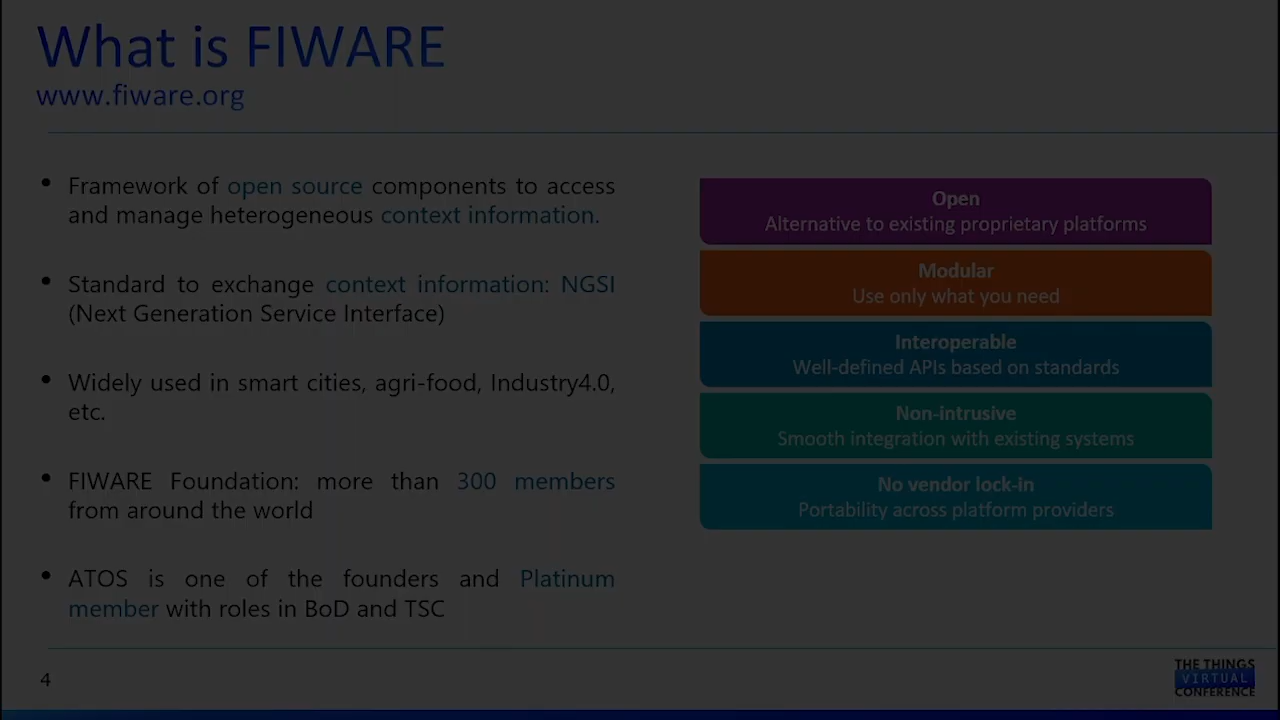 What is FIWARE
www.fiware.org
• Framework of open source components to access
and manage heterogeneous context information.
• Standard to exchange context information: NGSI
(Next Generation Service Interface)
• Widely used in smart cities, agri-food, Industry4.0,
etc.
• FIWARE Foundation: more than 300 members
from around the world
• ATOS is one of the founders and Platinum
member with roles in BoD and TSC
Open
Alternative to existing proprietary platforms
Modular
Use only what you need
Interoperable
Well-defined APIs based on standards
Non-intrusive
Smooth integration with existing systems
No vendor lock-in
Portability across platform providers
4
THE THINGS
VIRTUAL
CONFERENCE